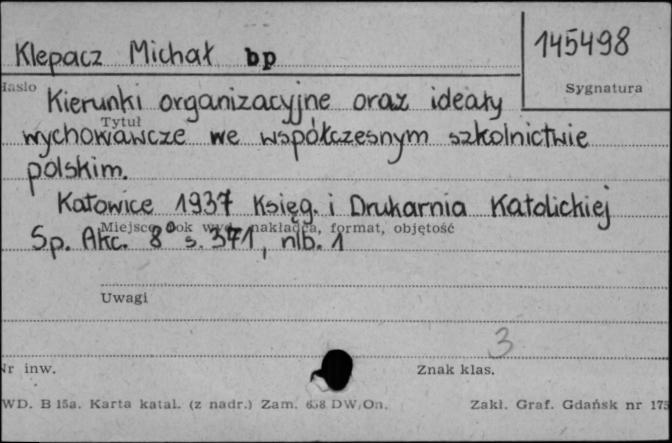 145498
Klepacz Michał bp
Hasło
Sygnatura
Kierunki organizacyjne oraz ideały
Tytuł
wychowawcze we współczesnym szkolnictwie
polskim.
Katowice 1937 Księg. i Drukarnia Katolickiej
Miejsce, rok wyd., nakładca, format, objętość
Sp. Akc. 8° s. 371, nlb. 1
Uwagi
3
Nr inw.
Znak klas.
WD. B 15a. Karta katal. (z nadr.) Zam. DW/On. Zakł. Graf. Gdańsk nr 175